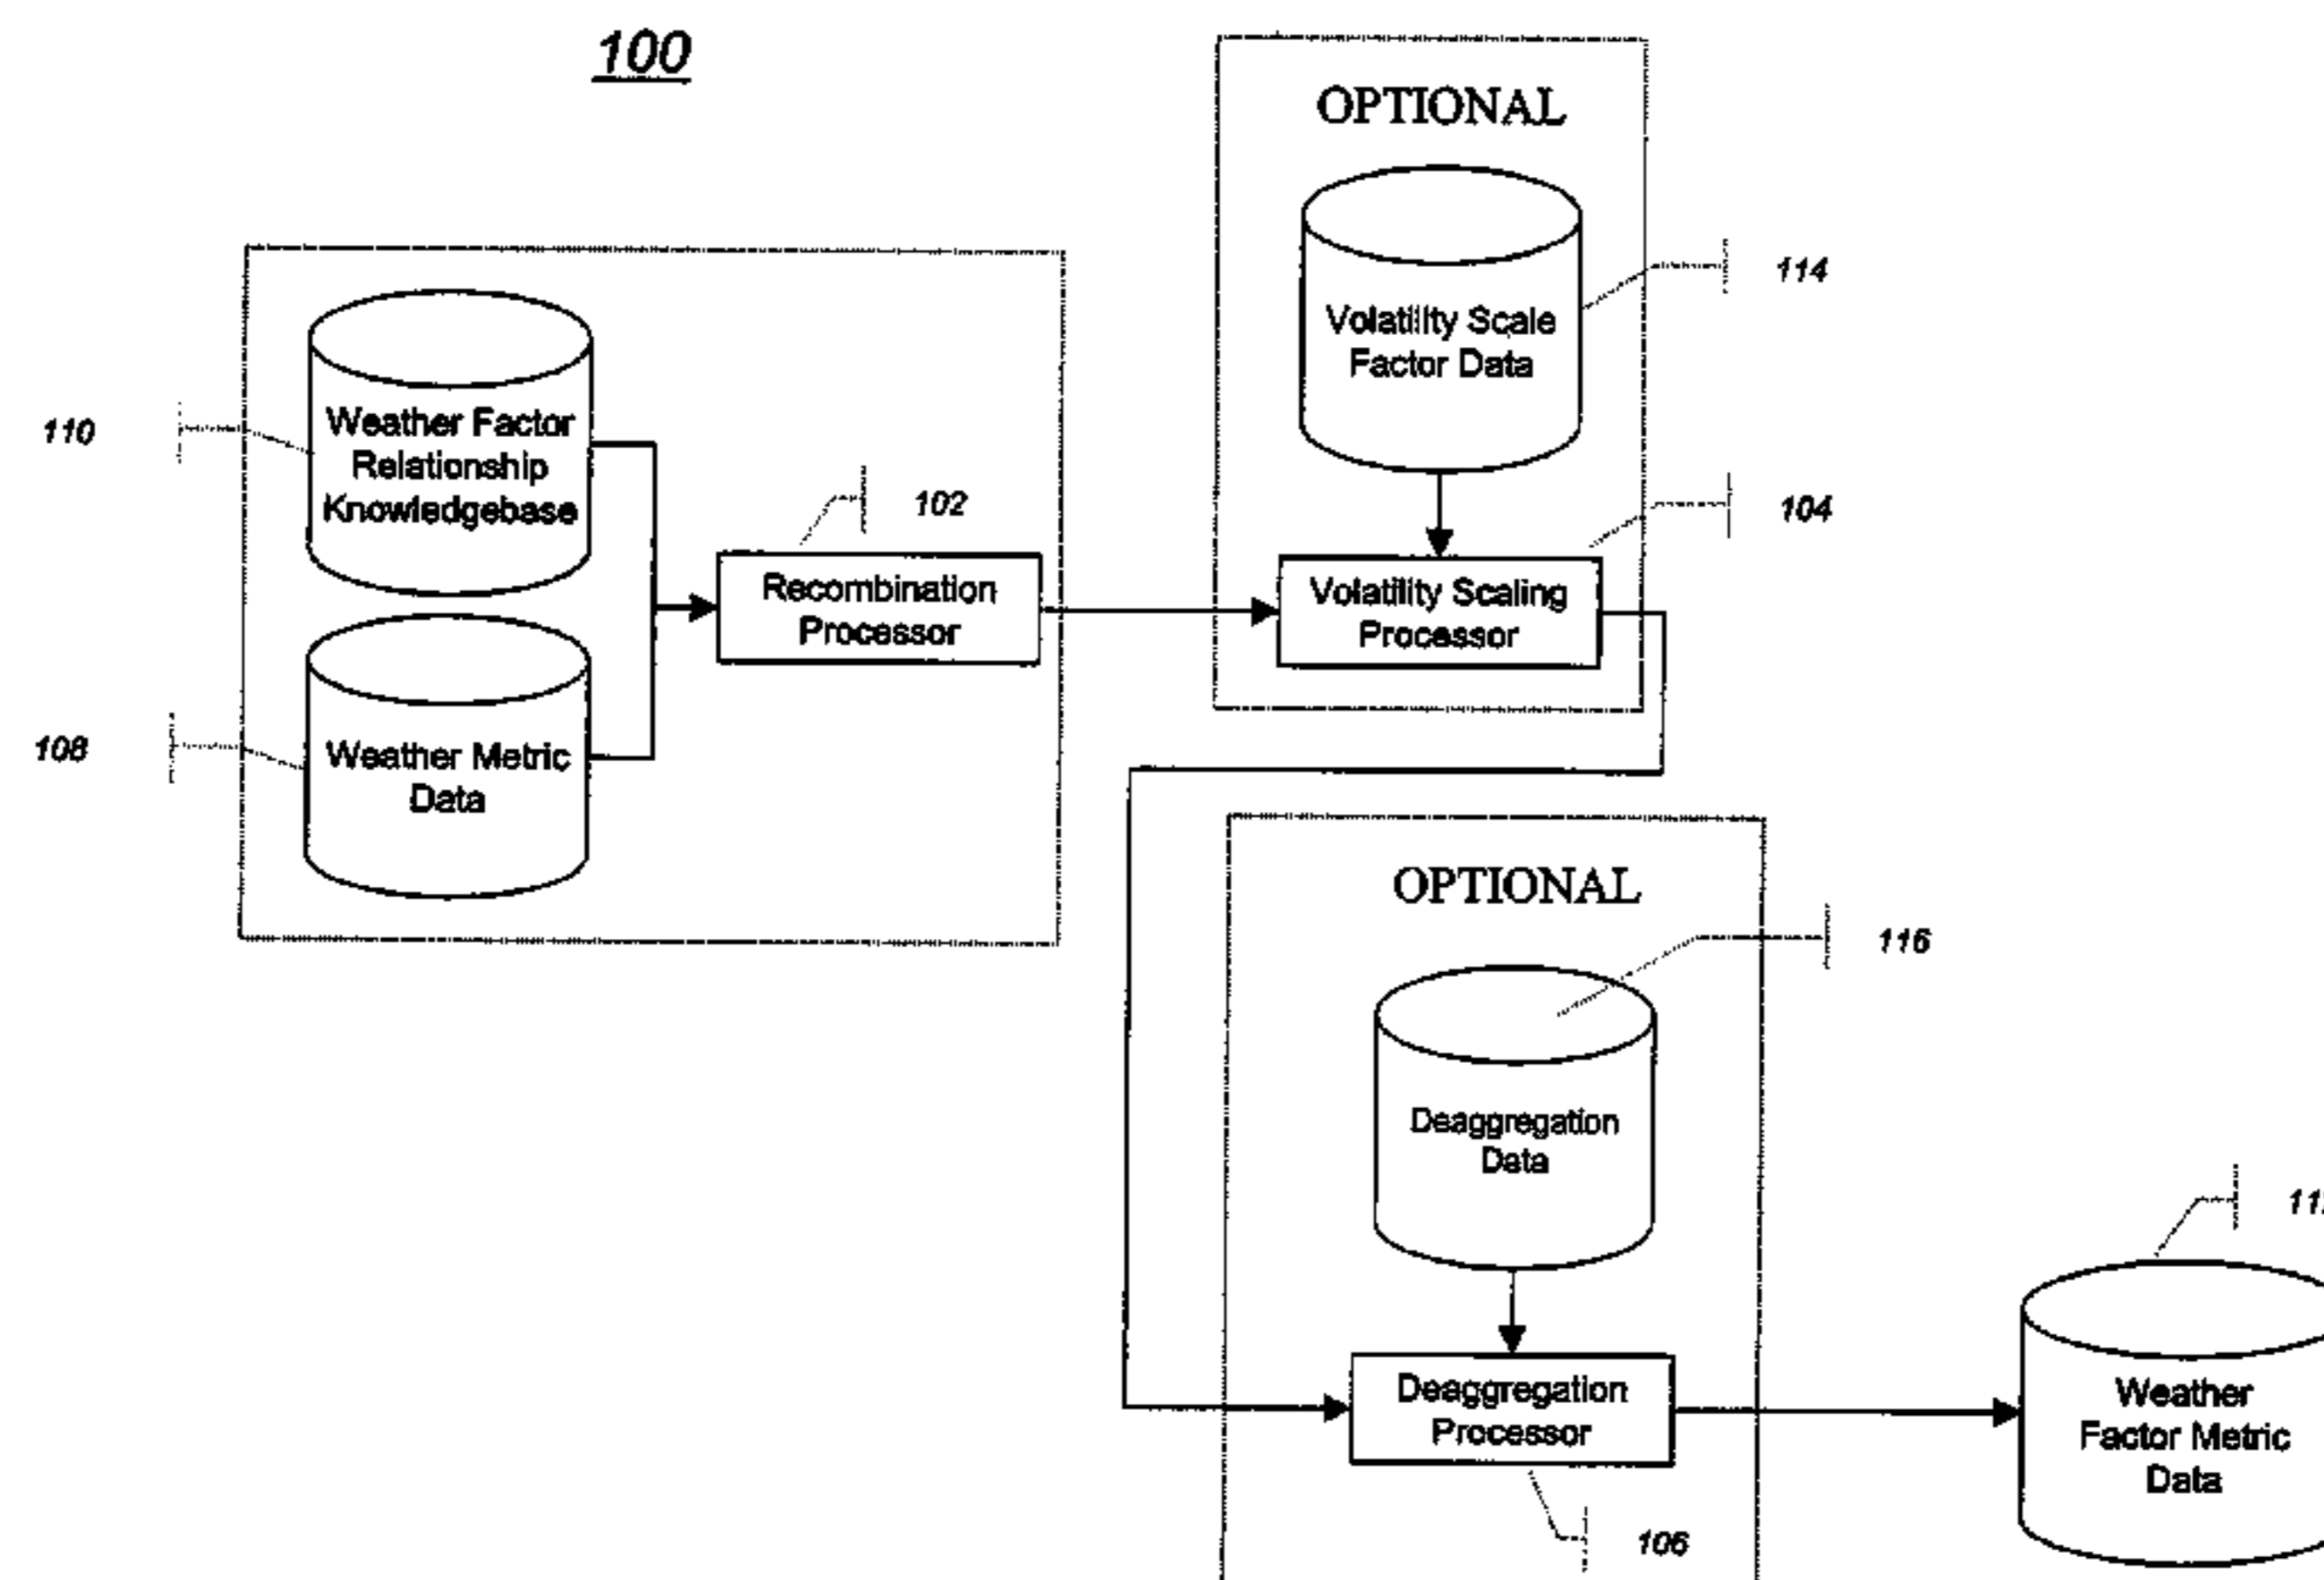 100
OPTIONAL
Volatility Scale
Factor Data
114
110
Weather Factor
Relationship
Knowledgebase
102
104
Recombination
Processor
Volatility Scaling
Processor
108
Weather Metric
Data
OPTIONAL
116
Deaggregation
Data
Deaggregation
Processor
Weather
Factor Metric
Data
106